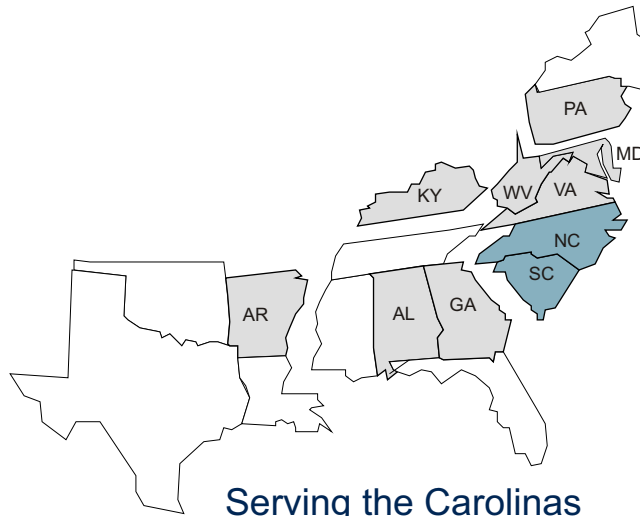 PA
MD
KY
WV
VA
NC
SC
AR
AL
GA
Serving the Carolinas